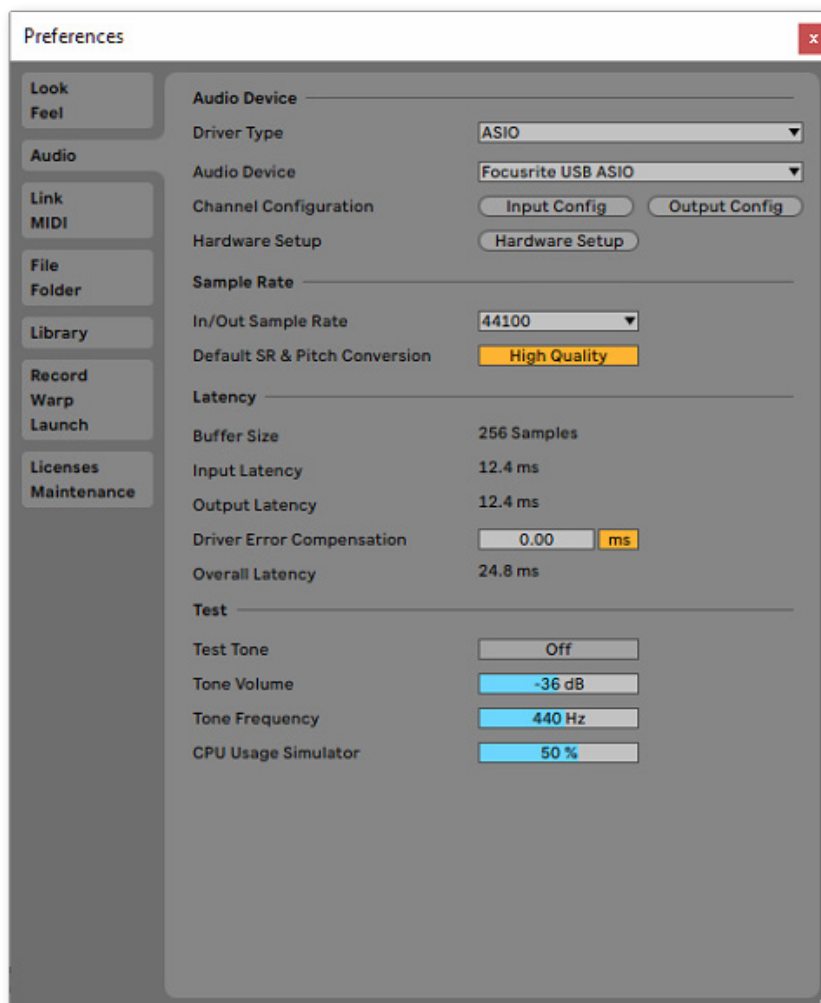 Preferences
x
Look
Feel
Audio
Link
MIDI
File
Folder
Library
Record
Warp
Launch
Licenses
Maintenance
Audio Device
Driver Type ASIO
Audio Device Focusrite USB ASIO
Channel Configuration Input Config Output Config
Hardware Setup Hardware Setup
Sample Rate
In/Out Sample Rate 44100
Default SR & Pitch Conversion High Quality
Latency
Buffer Size 256 Samples
Input Latency 12.4 ms
Output Latency 12.4 ms
Driver Error Compensation 0.00 ms
Overall Latency 24.8 ms
Test
Test Tone Off
Tone Volume -36 dB
Tone Frequency 440 Hz
CPU Usage Simulator 50 %